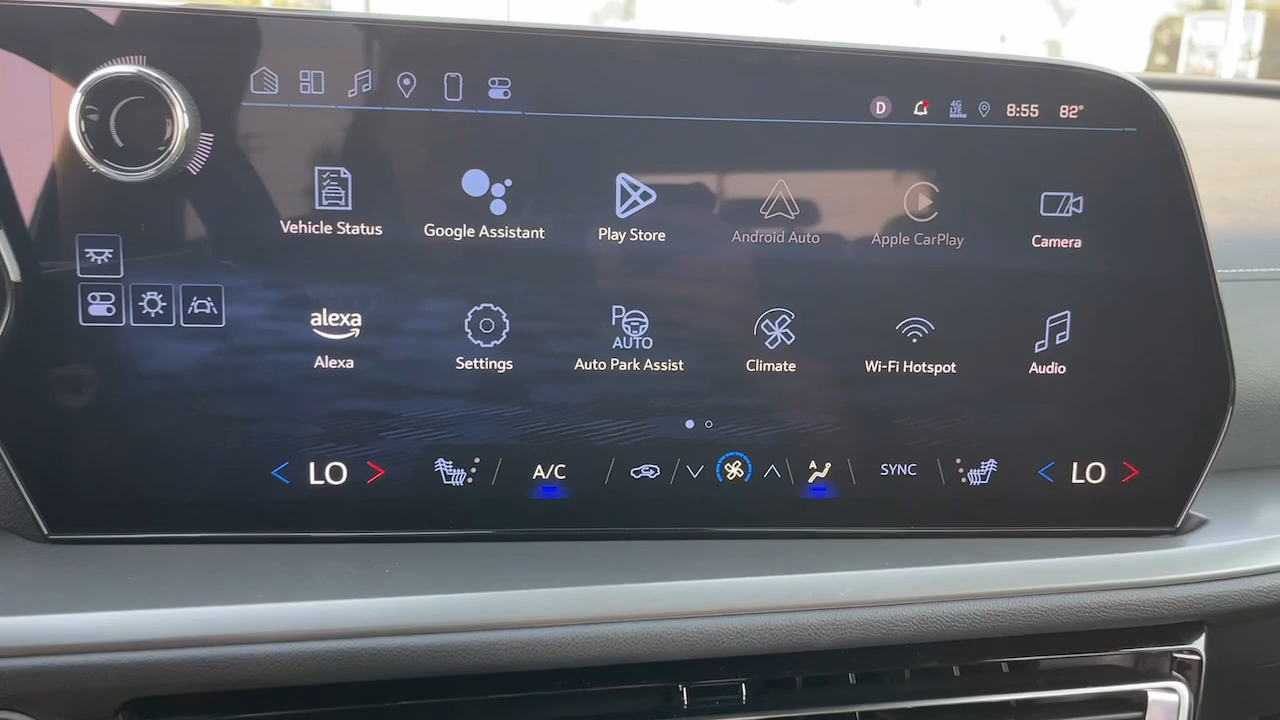 D 4G LTE 8:55 82°
Vehicle Status Google Assistant Play Store Android Auto Apple CarPlay Camera
alexa P AUTO
Alexa Settings Auto Park Assist Climate Wi-Fi Hotspot Audio
LO A/C A SYNC LO